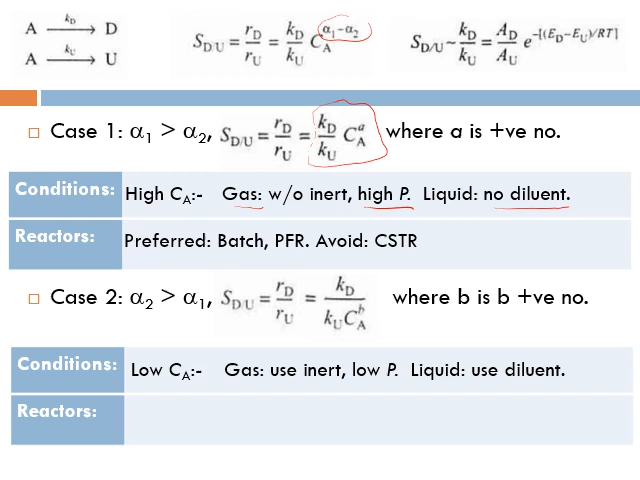 A —k_D→ D
A —k_U→ U
S_D/U = r_D/r_U = k_D/k_U C_A^(α₁−α₂)
S_D/U ~ k_D/k_U = A_D/A_U e^−[(E_D−E_U)/RT]
Case 1: α₁ > α₂, S_D/U = r_D/r_U = k_D/k_U C_A^a where a is +ve no.
Conditions: High C_A:- Gas: w/o inert, high P. Liquid: no diluent.
Reactors: Preferred: Batch, PFR. Avoid: CSTR
Case 2: α₂ > α₁, S_D/U = r_D/r_U = k_D/k_U C_A^b where b is b +ve no.
Conditions: Low C_A:- Gas: use inert, low P. Liquid: use diluent.
Reactors: